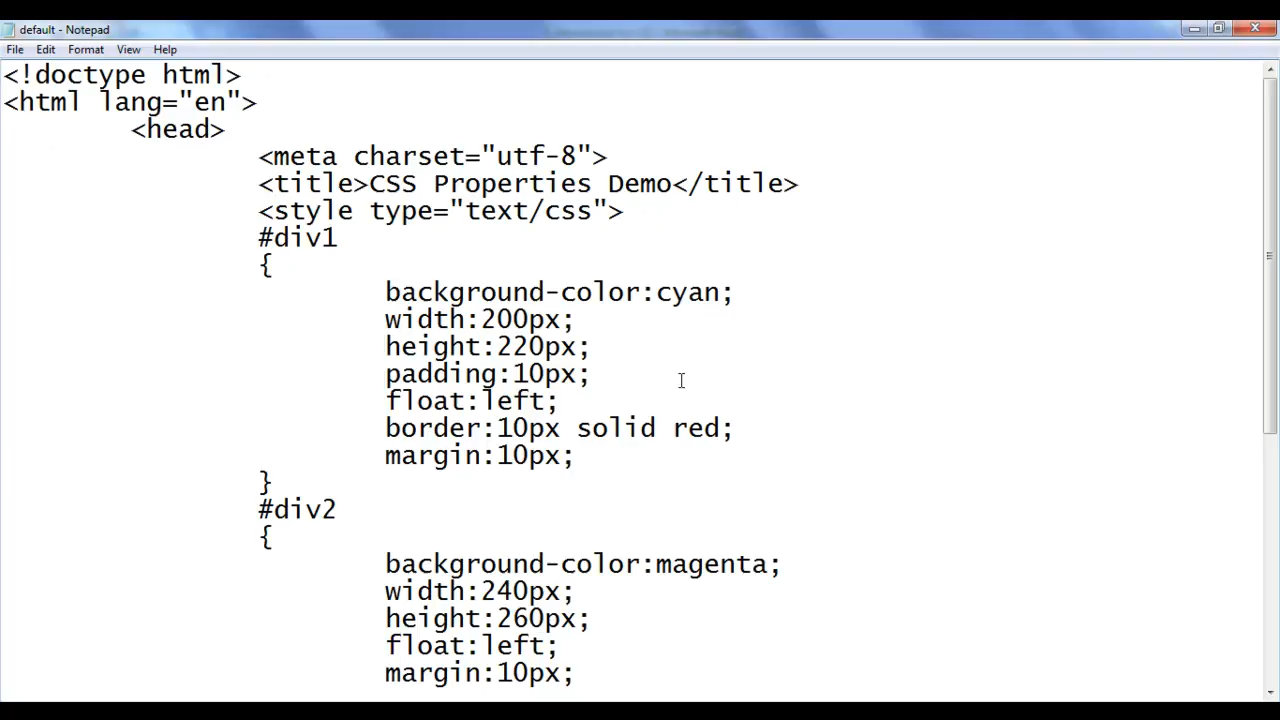 default - Notepad
File Edit Format View Help
<!doctype html>
<html lang="en">
<head>
<meta charset="utf-8">
<title>CSS Properties Demo</title>
<style type="text/css">
#div1
{
background-color:cyan;
width:200px;
height:220px;
padding:10px;
float:left;
border:10px solid red;
margin:10px;
}
#div2
{
background-color:magenta;
width:240px;
height:260px;
float:left;
margin:10px;